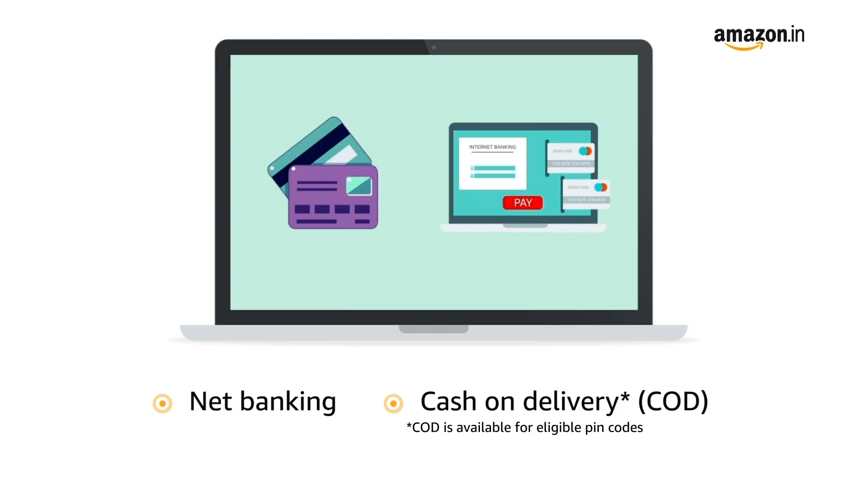 amazon.in
INTERNET BANKING
PAY
Net banking
Cash on delivery* (COD)
*COD is available for eligible pin codes